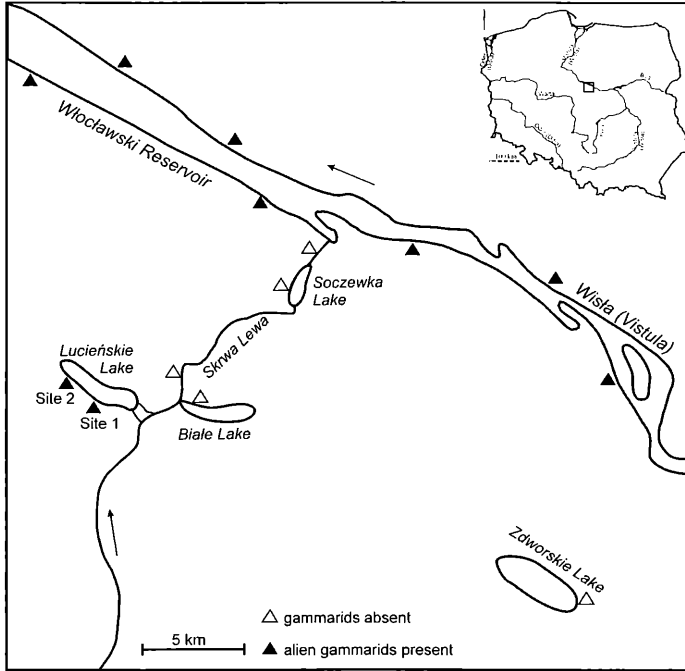 Włocławski Reservoir
Soczewka
Lake
Wisła (Vistula)
Skrwa Lewa
Lucieńskie
Lake
Site 2
Site 1
Białe Lake
Zdworskie Lake
gammarids absent
5 km
alien gammarids present